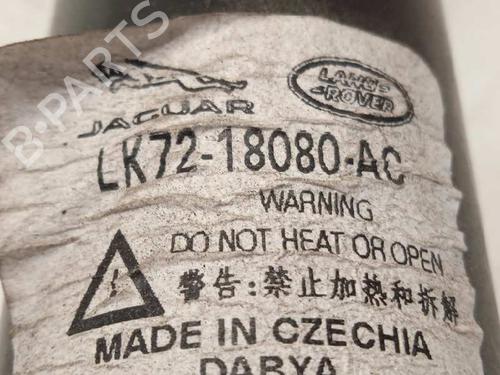 B-PARTS
JAGUAR
LAND-
ROVER
LK72-18080-AC
WARNING
DO NOT HEAT OR OPEN
警告:禁止加热和拆解
MADE IN CZECHIA
DABYA